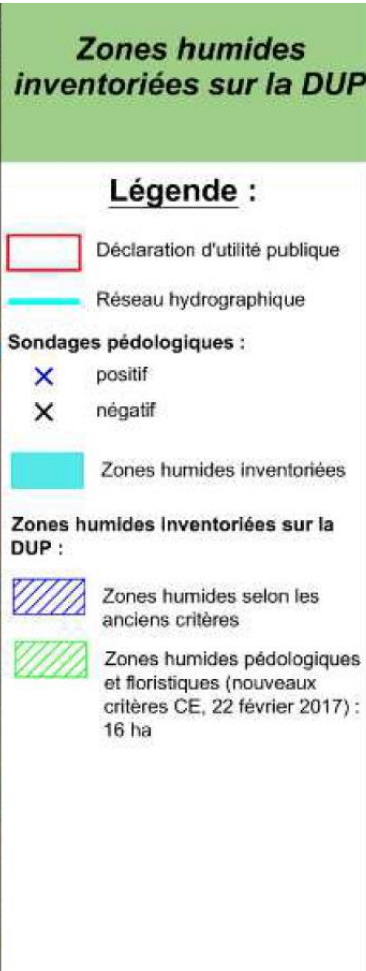 Zones humides
inventoriées sur la DUP
Légende :
Déclaration d'utilité publique
Réseau hydrographique
Sondages pédologiques :
positif
négatif
Zones humides inventoriées
Zones humides inventoriées sur la
DUP :
Zones humides selon les
anciens critères
Zones humides pédologiques
et floristiques (nouveaux
critères CE, 22 février 2017) :
16 ha